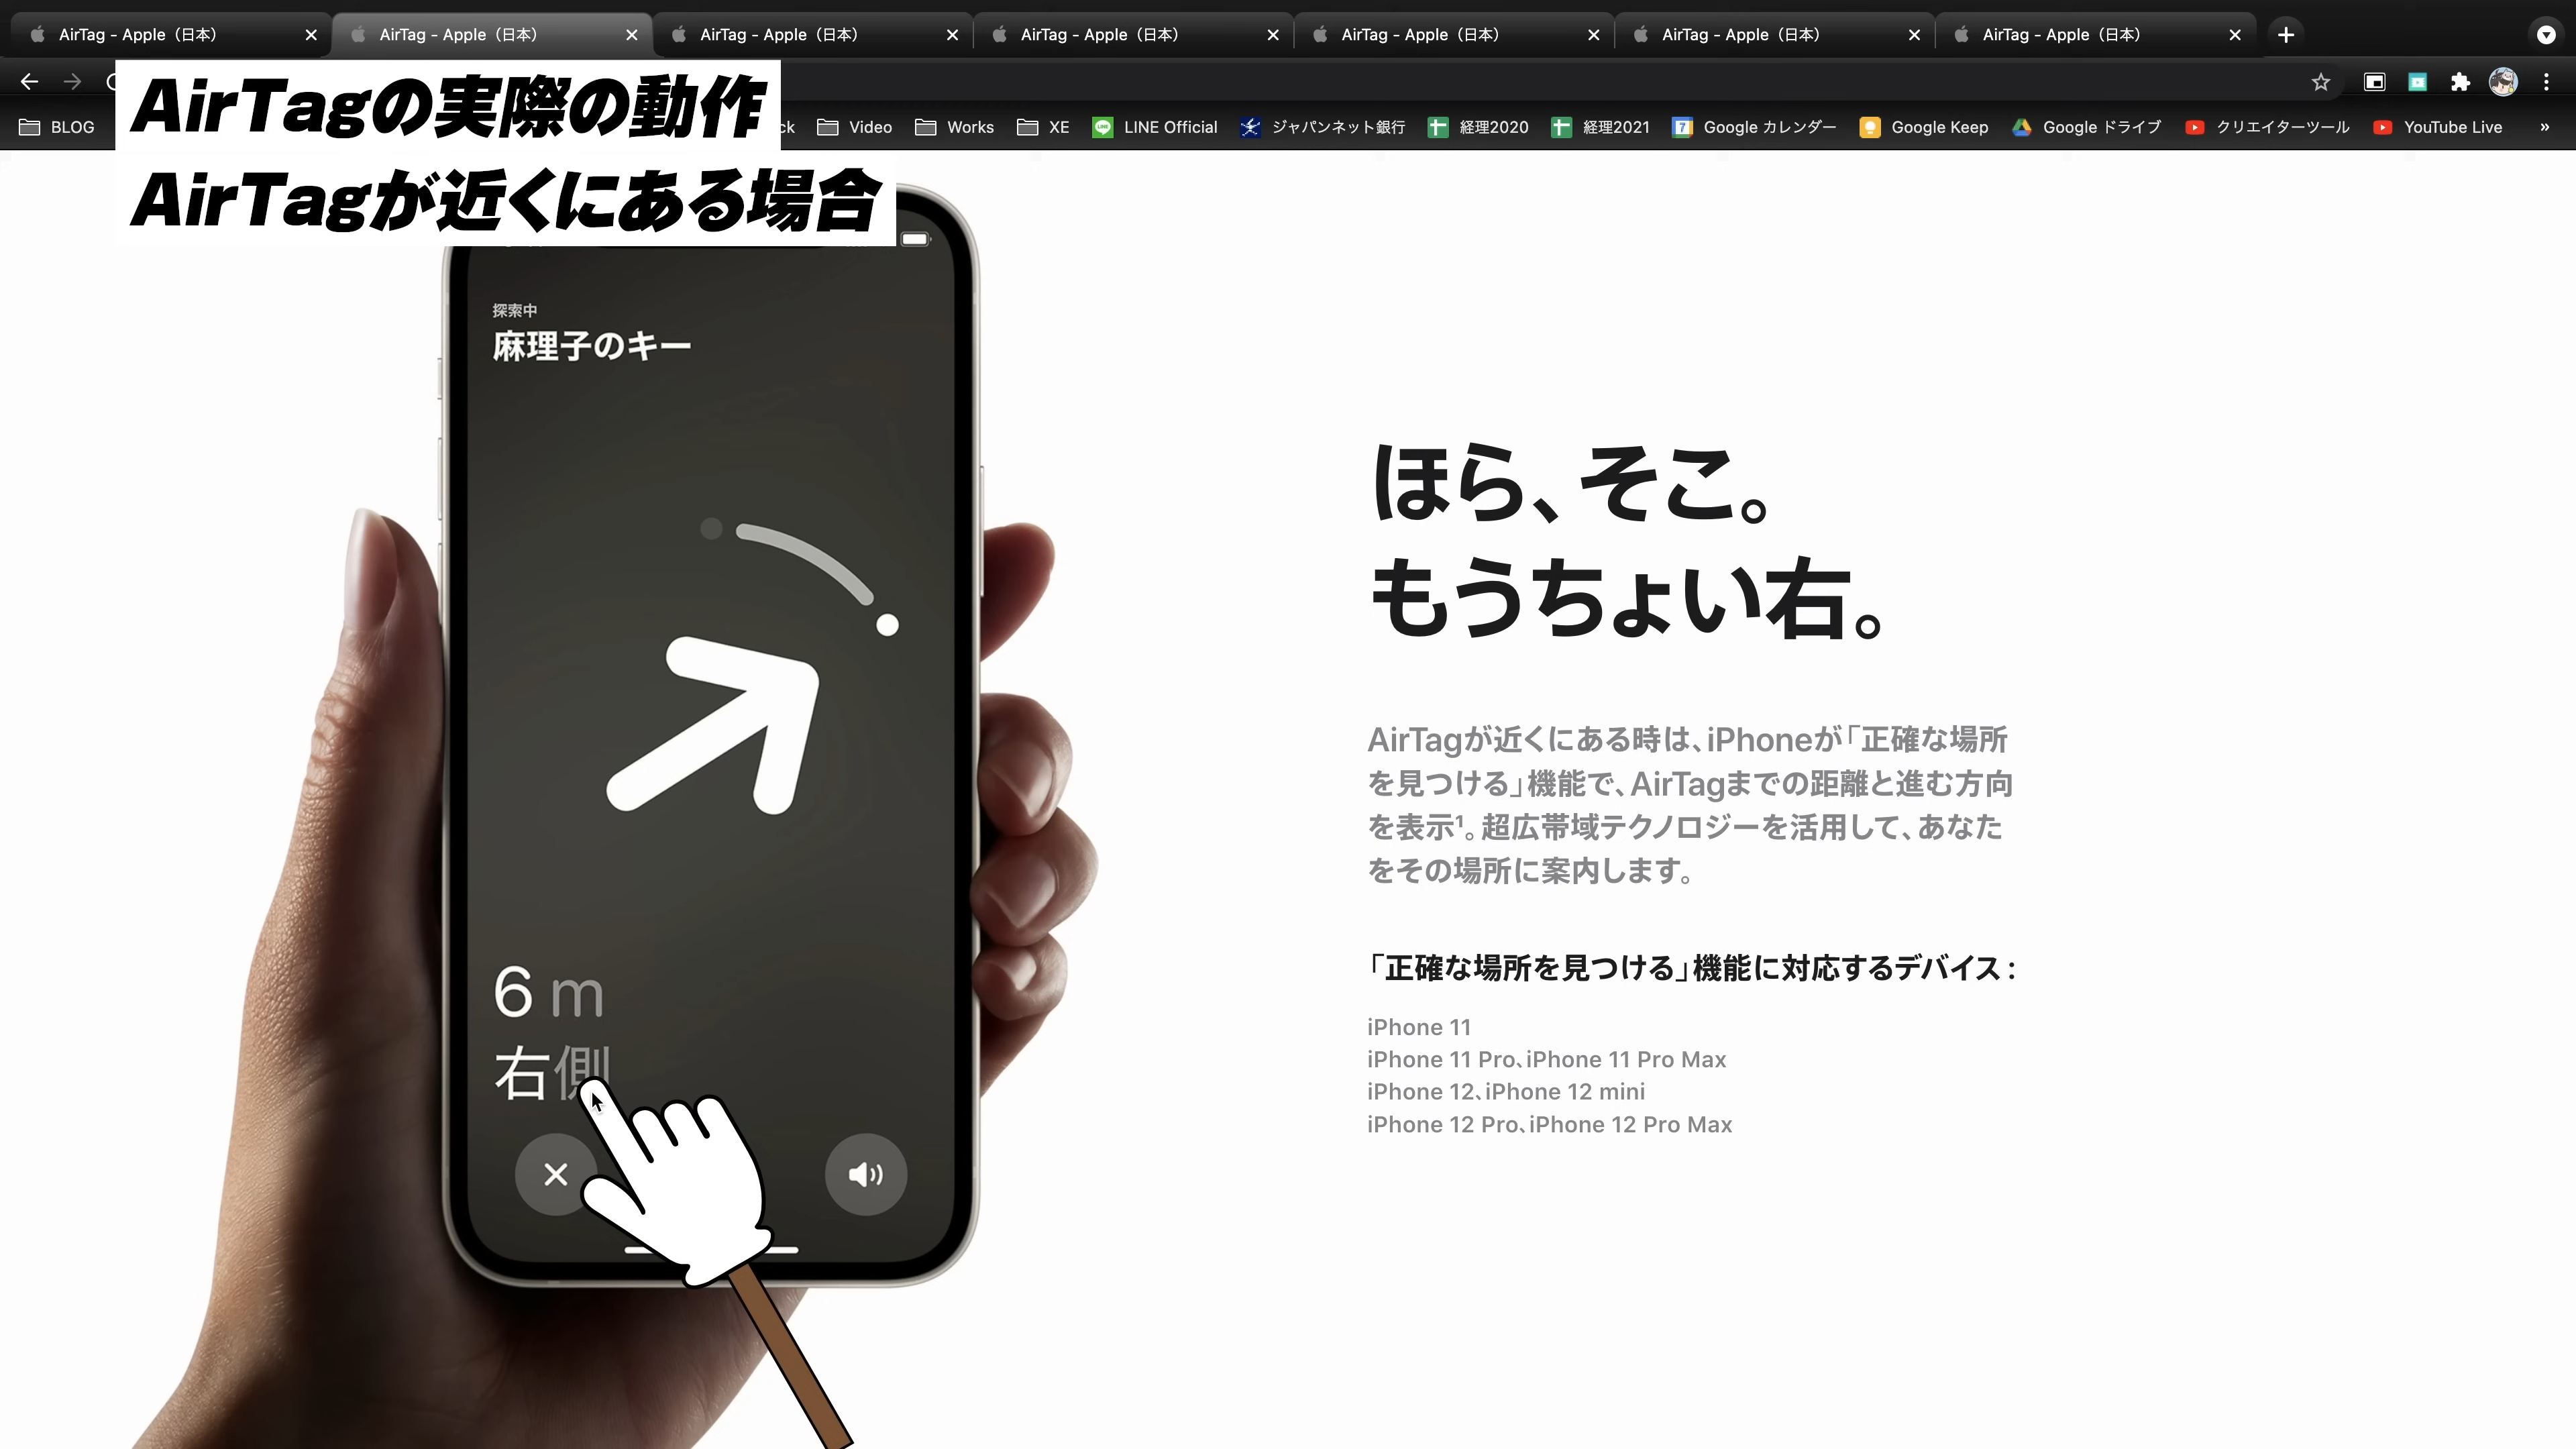 AirTag - Apple（日本）
AirTag - Apple（日本）
AirTag - Apple（日本）
AirTag - Apple（日本）
AirTag - Apple（日本）
AirTag - Apple（日本）
AirTag - Apple（日本）
AirTagの実際の動作
AirTagが近くにある場合
BLOG
ck
Video
Works
XE
LINE Official
ジャパンネット銀行
経理2020
経理2021
Google カレンダー
Google Keep
Google ドライブ
クリエイターツール
YouTube Live
»
探索中
麻理子のキー
6 m
右側
ほら、そこ。
もうちょい右。
AirTagが近くにある時は、iPhoneが「正確な場所
を見つける」機能で、AirTagまでの距離と進む方向
を表示¹。超広帯域テクノロジーを活用して、あなた
をその場所に案内します。
「正確な場所を見つける」機能に対応するデバイス：
iPhone 11
iPhone 11 Pro、iPhone 11 Pro Max
iPhone 12、iPhone 12 mini
iPhone 12 Pro、iPhone 12 Pro Max